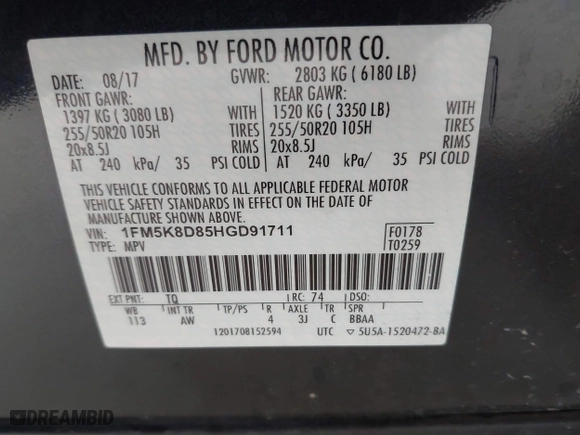 MFD. BY FORD MOTOR CO.
DATE: 08/17 GVWR: 2803 KG ( 6180 LB)
FRONT GAWR: REAR GAWR:
1397 KG ( 3080 LB) WITH 1520 KG ( 3350 LB) WITH
255/50R20 105H TIRES 255/50R20 105H TIRES
20x8.5J RIMS 20x8.5J RIMS
AT 240 kPa/ 35 PSI COLD AT 240 kPa/ 35 PSI COLD
THIS VEHICLE CONFORMS TO ALL APPLICABLE FEDERAL MOTOR
VEHICLE SAFETY STANDARDS IN EFFECT ON THE DATE OF
MANUFACTURE SHOWN ABOVE.
VIN: 1FM5K8D85HGD91711 F0178
TYPE: MPV T0259
EXT PNT: TQ RC: 74 DSO:
WB INT TR TP/PS R AXLE TR SPR
113 AW 4 3J C BBAA
1201708152594 UTC ▽ 5U5A-1520472-BA
DREAMBID